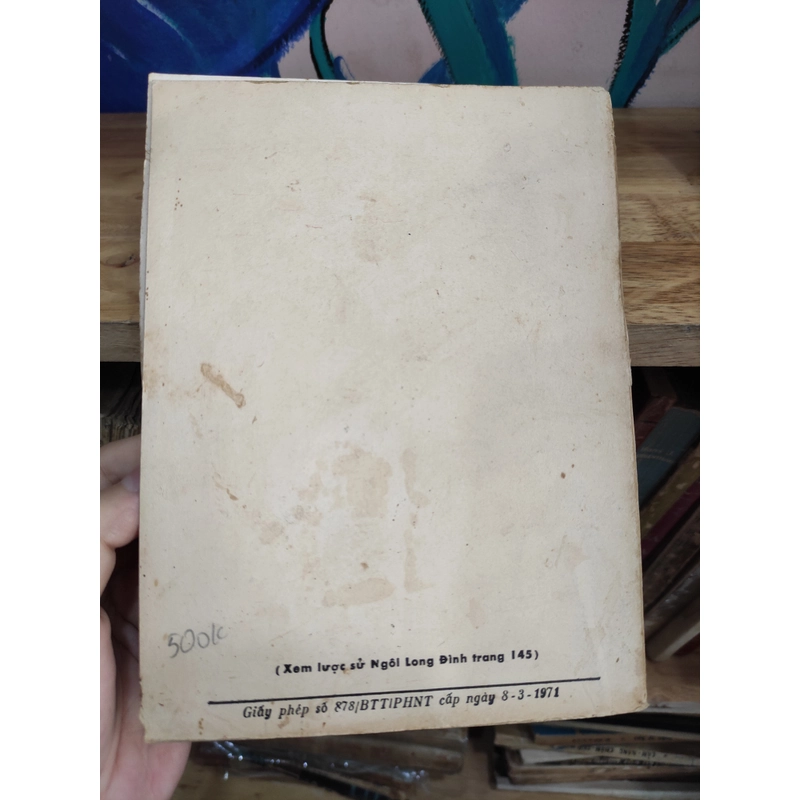 500k
(Xem lược sử Ngôi Long Đình trang 145)
Giấy phép số 878/BTT/PHNT cấp ngày 8-3-1971